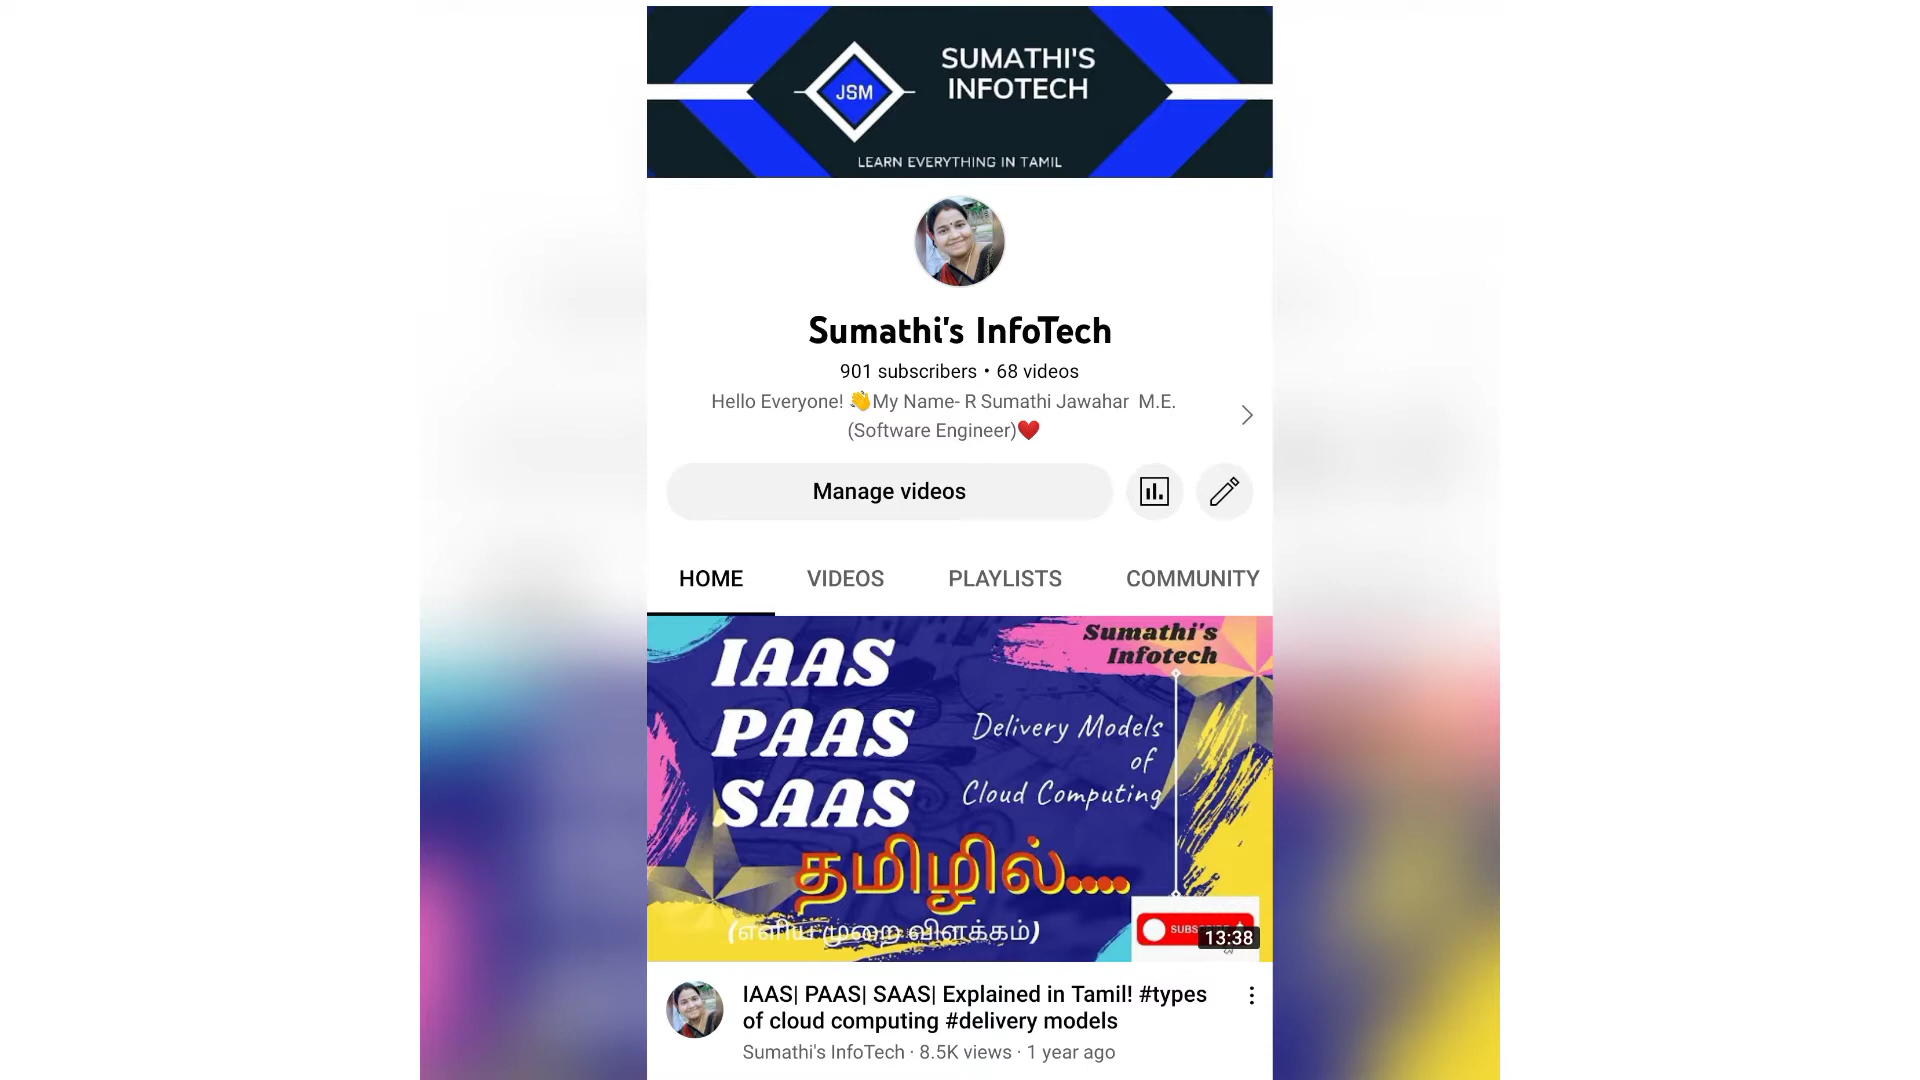 JSM
SUMATHI'S
INFOTECH
LEARN EVERYTHING IN TAMIL
Sumathi's InfoTech
901 subscribers • 68 videos
Hello Everyone! 👋My Name- R Sumathi Jawahar M.E.
(Software Engineer)❤️
Manage videos
HOME VIDEOS PLAYLISTS COMMUNITY
Sumathi's
Infotech
IAAS
PAAS
SAAS
Delivery Models
of
Cloud Computing
தமிழில்....
(எளிய முறை விளக்கம்)
13:38
IAAS| PAAS| SAAS| Explained in Tamil! #types
of cloud computing #delivery models
Sumathi's InfoTech · 8.5K views · 1 year ago